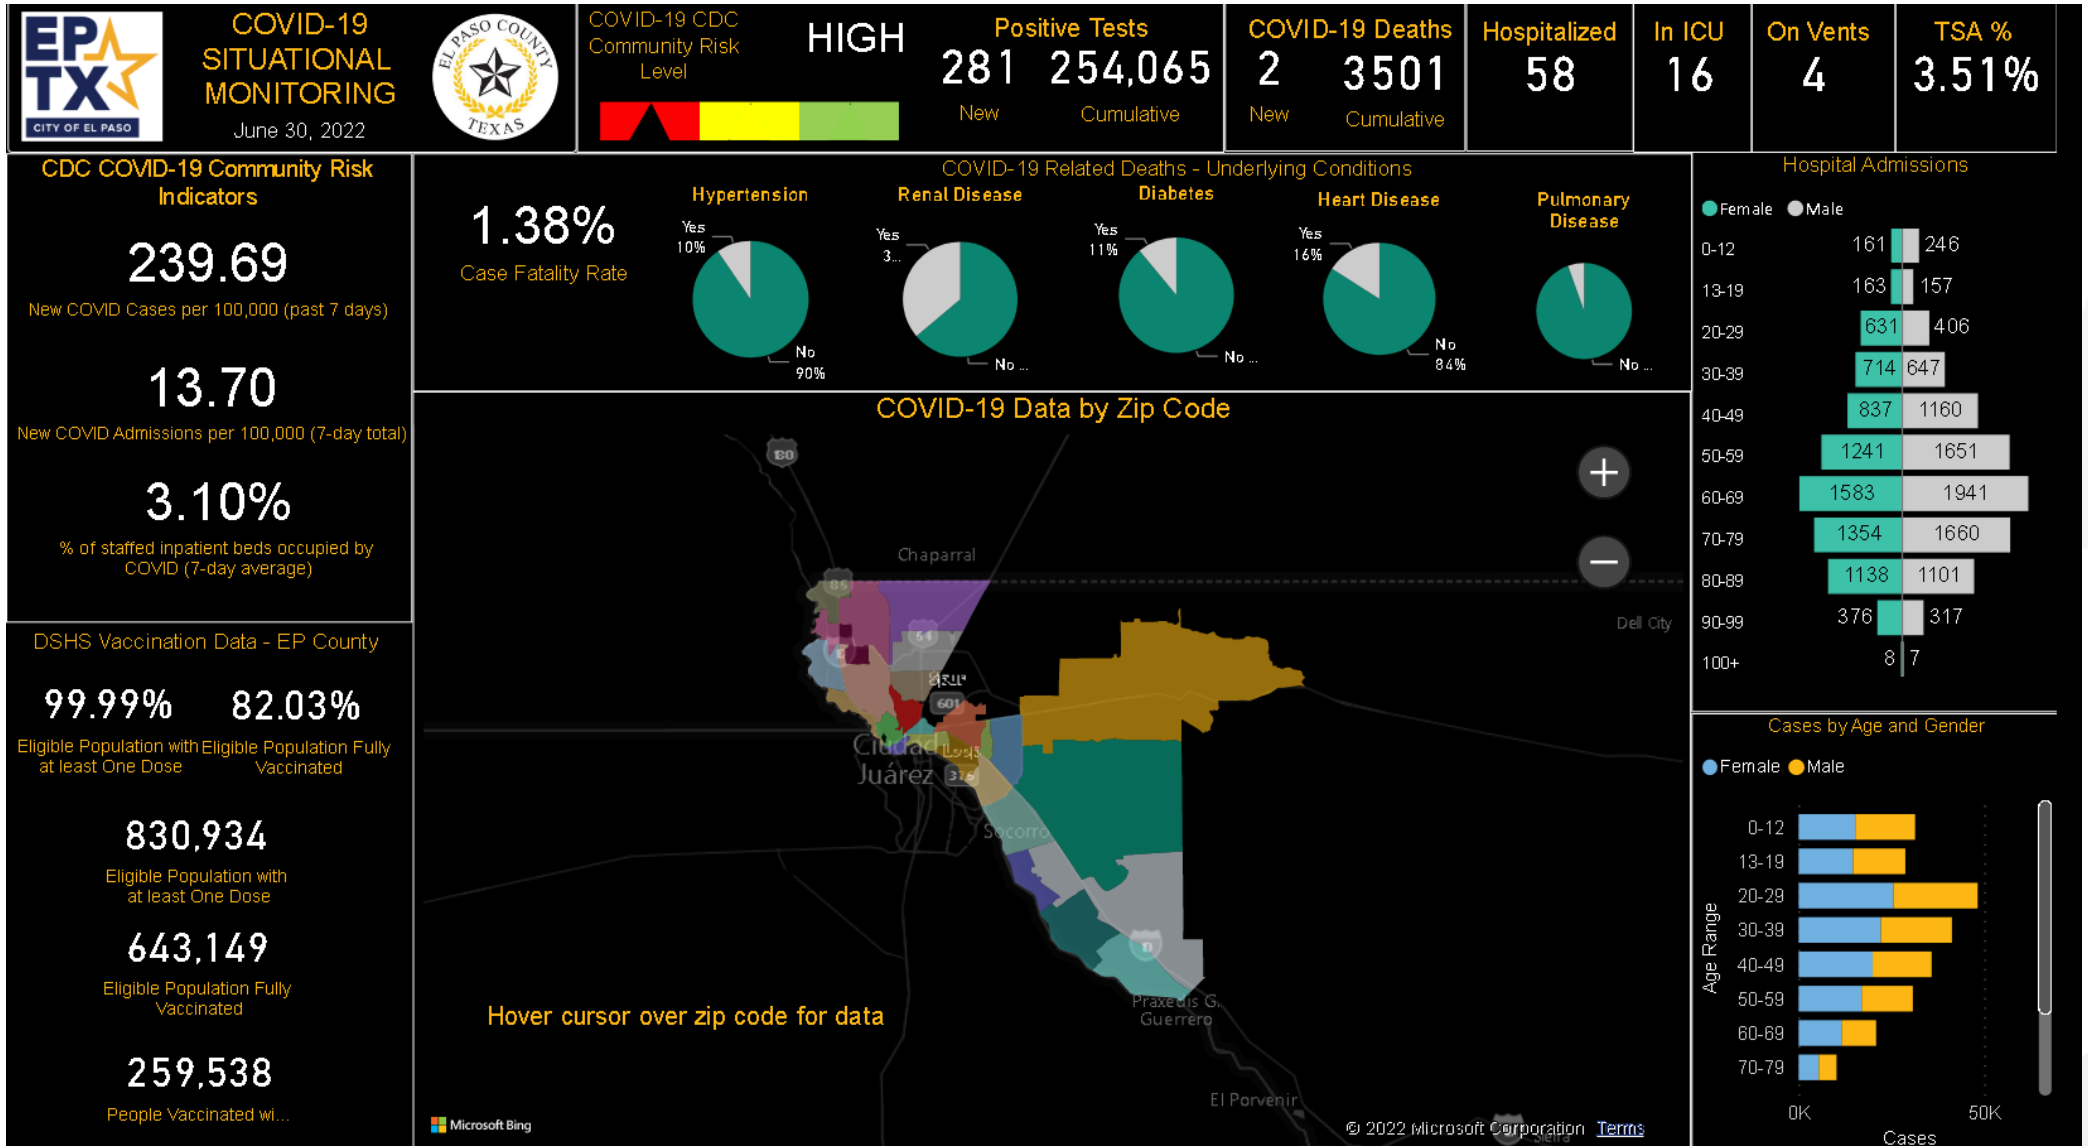 EP
TX
CITY OF EL PASO
COVID-19
SITUATIONAL
MONITORING
June 30, 2022
EL PASO COUNTY
TEXAS
COVID-19 CDC
Community Risk
Level
HIGH
Positive Tests
281 254,065
New Cumulative
COVID-19 Deaths
2 3501
New Cumulative
Hospitalized
58
In ICU
16
On Vents
4
TSA %
3.51%
CDC COVID-19 Community Risk
Indicators
239.69
New COVID Cases per 100,000 (past 7 days)
13.70
New COVID Admissions per 100,000 (7-day total)
3.10%
% of staffed inpatient beds occupied by
COVID (7-day average)
DSHS Vaccination Data - EP County
99.99% 82.03%
Eligible Population with
at least One Dose
Eligible Population Fully
Vaccinated
830,934
Eligible Population with
at least One Dose
643,149
Eligible Population Fully
Vaccinated
259,538
People Vaccinated wi...
COVID-19 Related Deaths - Underlying Conditions
1.38%
Case Fatality Rate
Hypertension
Yes
10%
No
90%
Renal Disease
Yes
3...
No ...
Diabetes
Yes
11%
No ...
Heart Disease
Yes
16%
No
84%
Pulmonary
Disease
No ...
COVID-19 Data by Zip Code
180
+
−
Chaparral
85
54
Dell City
601
Ciudad
Juárez
375
Socorro
10
Praxedis G.
Guerrero
El Porvenir
Sierra
Hover cursor over zip code for data
Microsoft Bing
© 2022 Microsoft Corporation Terms
Hospital Admissions
Female Male
0-12 161 246
13-19 163 157
20-29 631 406
30-39 714 647
40-49 837 1160
50-59 1241 1651
60-69 1583 1941
70-79 1354 1660
80-89 1138 1101
90-99 376 317
100+ 8 7
Cases by Age and Gender
Female Male
Age Range
0-12
13-19
20-29
30-39
40-49
50-59
60-69
70-79
0K 50K
Cases